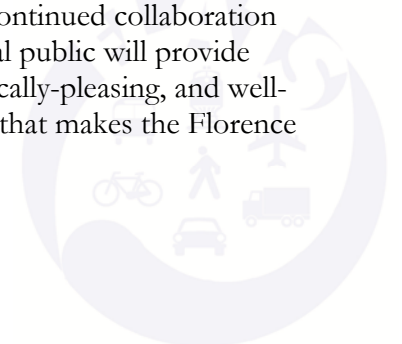 ontinued collaboration
al public will provide
cally-pleasing, and well-
that makes the Florence